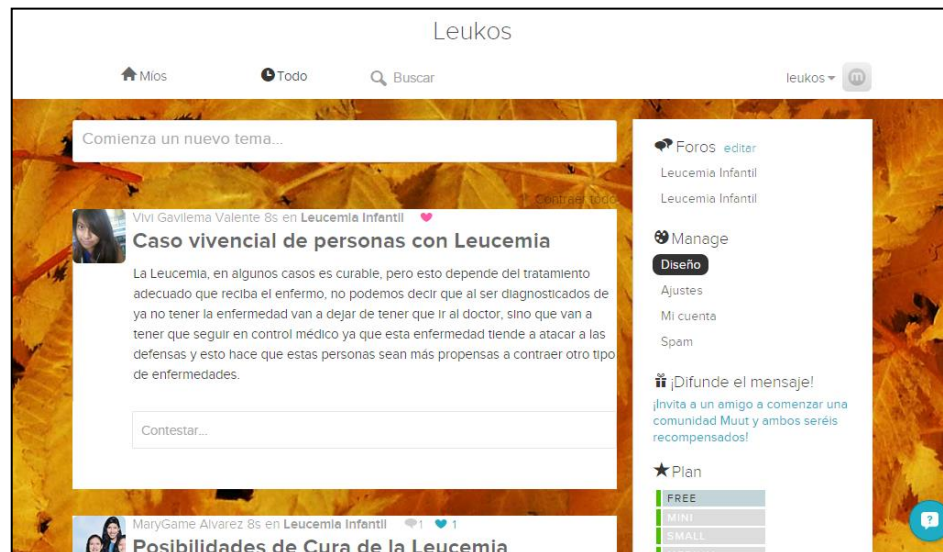 Leukos
Míos
Todo
Buscar
leukos
m
Comienza un nuevo tema...
Contraer todo
Vivi Gavilema Valente 8s en Leucemia Infantil
Caso vivencial de personas con Leucemia
La Leucemia, en algunos casos es curable, pero esto depende del tratamiento
adecuado que reciba el enfermo, no podemos decir que al ser diagnosticados de
ya no tener la enfermedad van a dejar de tener que ir al doctor, sino que van a
tener que seguir en control médico ya que esta enfermedad tiende a atacar a las
defensas y esto hace que estas personas sean más propensas a contraer otro tipo
de enfermedades.
Contestar...
MaryGame Alvarez 8s en Leucemia Infantil 1 1
Posibilidades de Cura de la Leucemia
Foros editar
Leucemia Infantil
Leucemia Infantil
Manage
Diseño
Ajustes
Mi cuenta
Spam
¡Difunde el mensaje!
¡Invita a un amigo a comenzar una
comunidad Muut y ambos seréis
recompensados!
Plan
FREE
MINI
SMALL
?